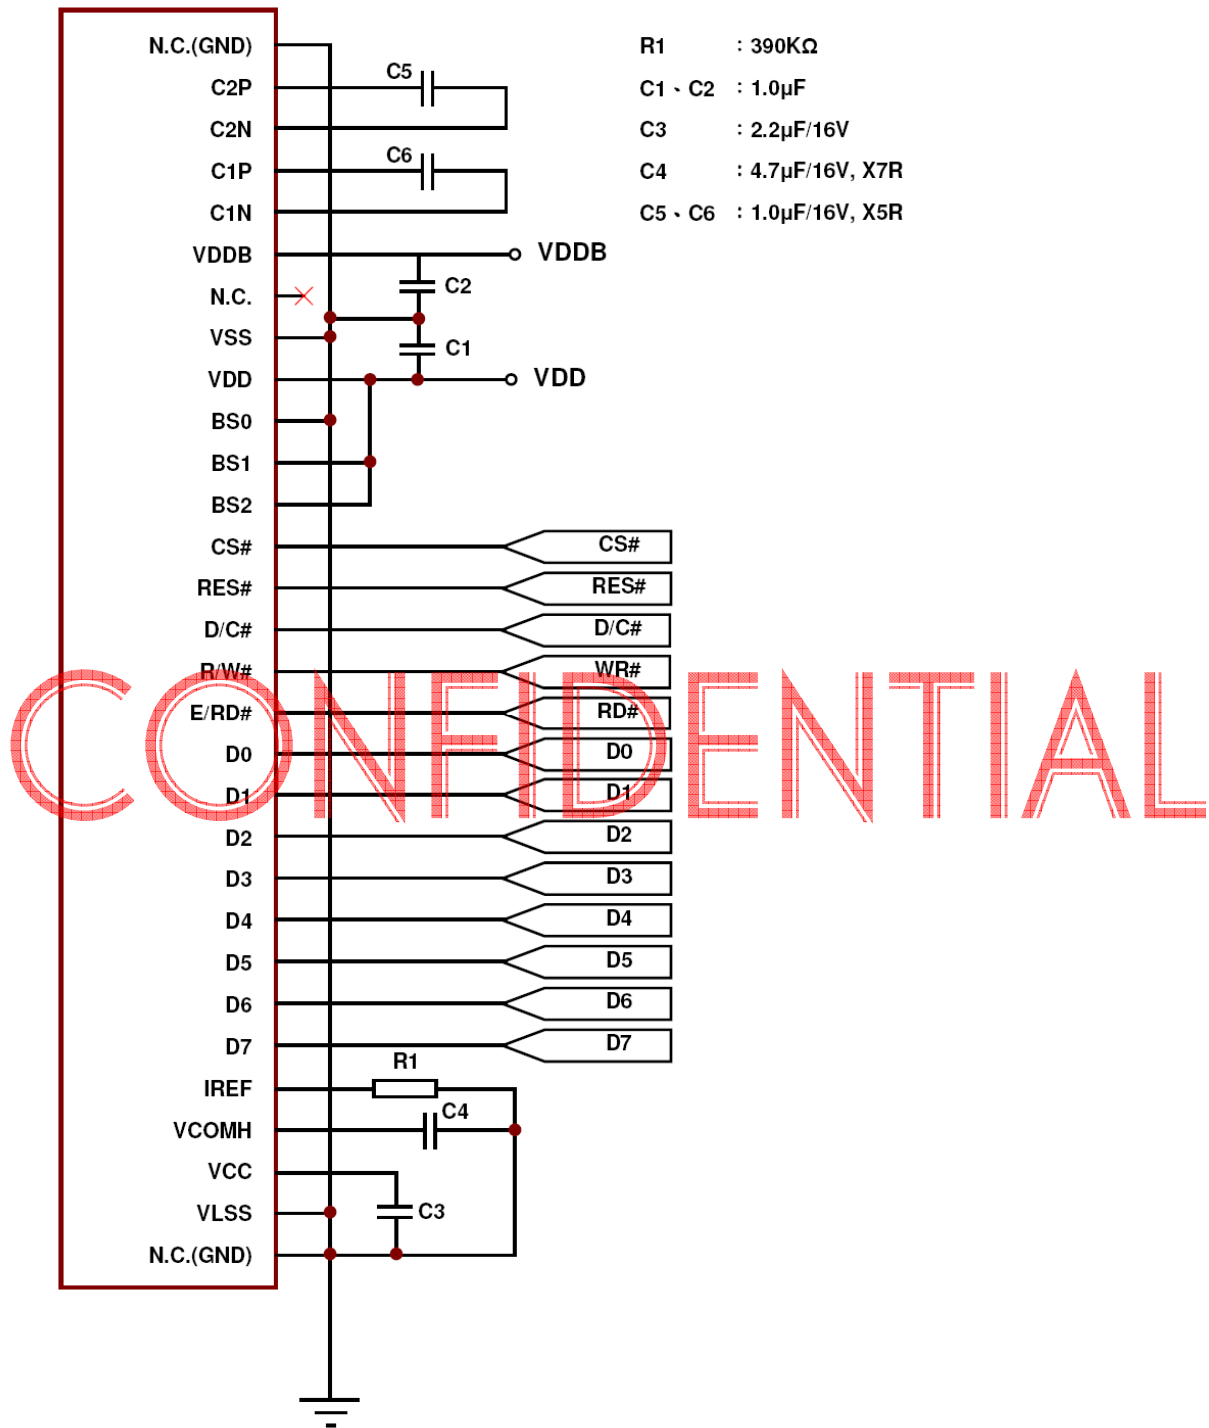 N.C.(GND)
C2P
C2N
C1P
C1N
VDDB
N.C.
VSS
VDD
BS0
BS1
BS2
CS#
RES#
D/C#
R/W#
E/RD#
D0
D1
D2
D3
D4
D5
D6
D7
IREF
VCOMH
VCC
VLSS
N.C.(GND)
C5
C6
VDDB
C2
C1
VDD
CS#
RES#
D/C#
WR#
RD#
D0
D1
D2
D3
D4
D5
D6
D7
R1
C4
C3
R1 : 390KΩ
C1、C2 : 1.0µF
C3 : 2.2µF/16V
C4 : 4.7µF/16V, X7R
C5、C6 : 1.0µF/16V, X5R
CONFIDENTIAL